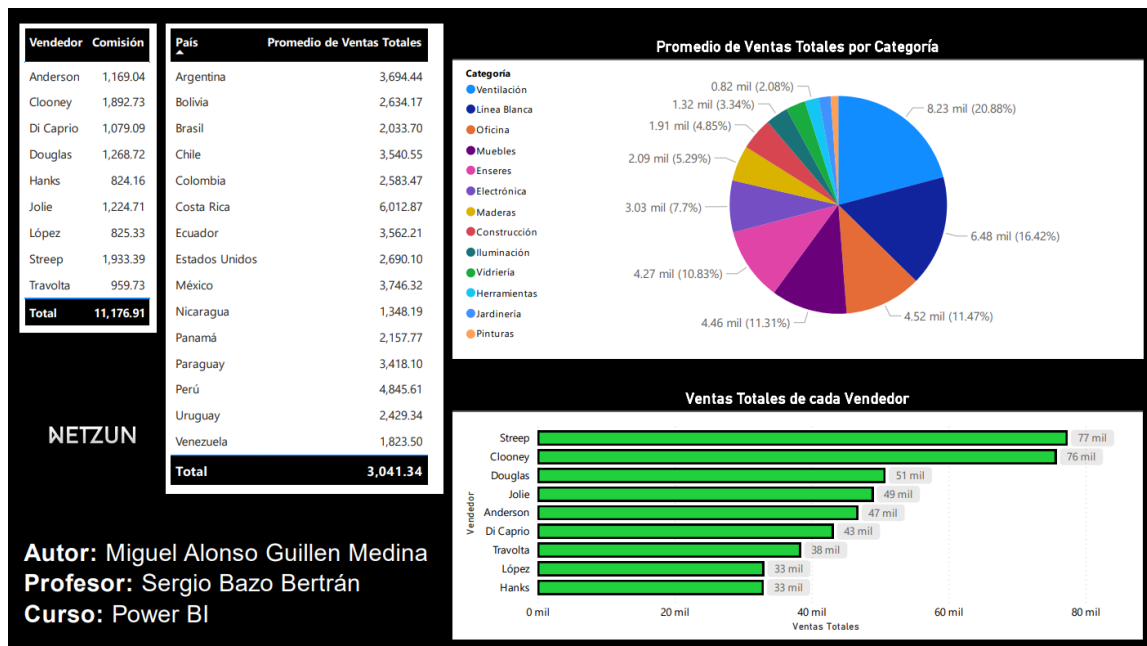 Vendedor Comisión
Anderson 1,169.04
Clooney 1,892.73
Di Caprio 1,079.09
Douglas 1,268.72
Hanks 824.16
Jolie 1,224.71
López 825.33
Streep 1,933.39
Travolta 959.73
Total 11,176.91
País Promedio de Ventas Totales
Argentina 3,694.44
Bolivia 2,634.17
Brasil 2,033.70
Chile 3,540.55
Colombia 2,583.47
Costa Rica 6,012.87
Ecuador 3,562.21
Estados Unidos 2,690.10
México 3,746.32
Nicaragua 1,348.19
Panamá 2,157.77
Paraguay 3,418.10
Perú 4,845.61
Uruguay 2,429.34
Venezuela 1,823.50
Total 3,041.34
Promedio de Ventas Totales por Categoría
Categoría
Ventilación
Línea Blanca
Oficina
Muebles
Enseres
Electrónica
Maderas
Construcción
Iluminación
Vidriería
Herramientas
Jardinería
Pinturas
0.82 mil (2.08%)
1.32 mil (3.34%)
1.91 mil (4.85%)
2.09 mil (5.29%)
3.03 mil (7.7%)
4.27 mil (10.83%)
4.46 mil (11.31%)
8.23 mil (20.88%)
6.48 mil (16.42%)
4.52 mil (11.47%)
Ventas Totales de cada Vendedor
Vendedor
Streep 77 mil
Clooney 76 mil
Douglas 51 mil
Jolie 49 mil
Anderson 47 mil
Di Caprio 43 mil
Travolta 38 mil
López 33 mil
Hanks 33 mil
0 mil 20 mil 40 mil 60 mil 80 mil
Ventas Totales
NETZUN
Autor: Miguel Alonso Guillen Medina
Profesor: Sergio Bazo Bertrán
Curso: Power BI